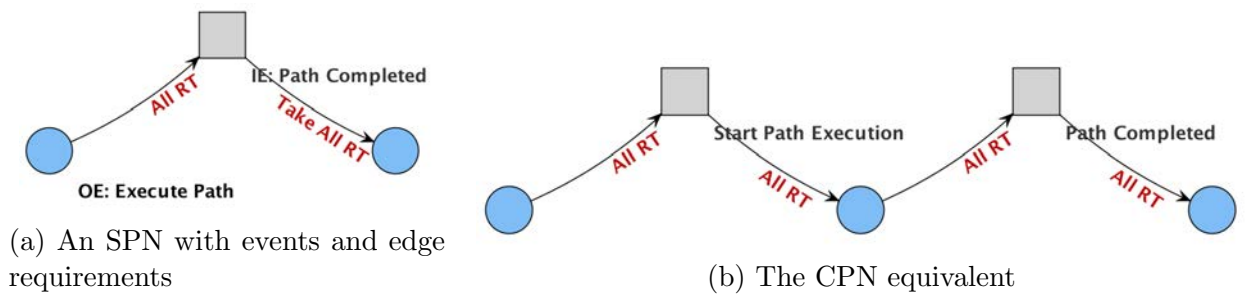 IE: Path Completed
All RT
Take All RT
OE: Execute Path
(a) An SPN with events and edge
requirements
Start Path Execution
Path Completed
All RT
All RT
All RT
All RT
(b) The CPN equivalent